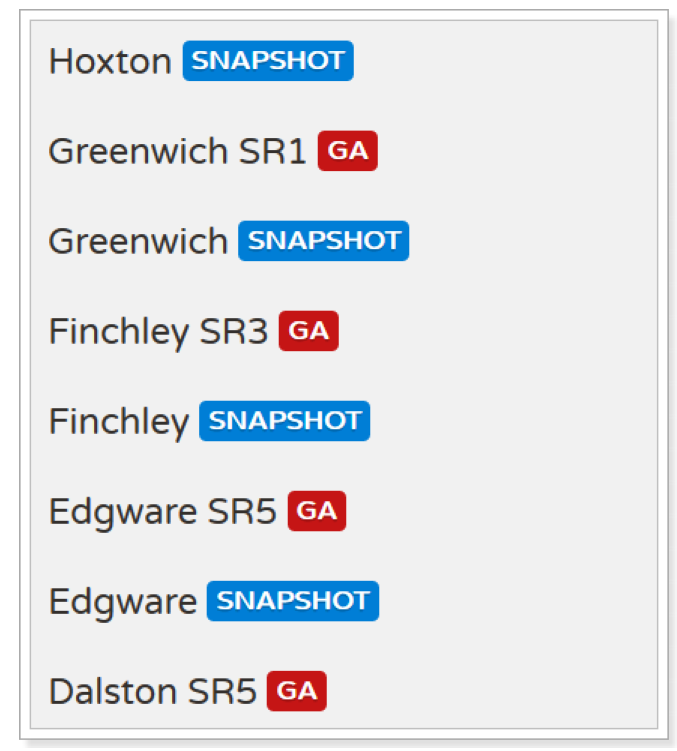 Hoxton SNAPSHOT
Greenwich SR1 GA
Greenwich SNAPSHOT
Finchley SR3 GA
Finchley SNAPSHOT
Edgware SR5 GA
Edgware SNAPSHOT
Dalston SR5 GA